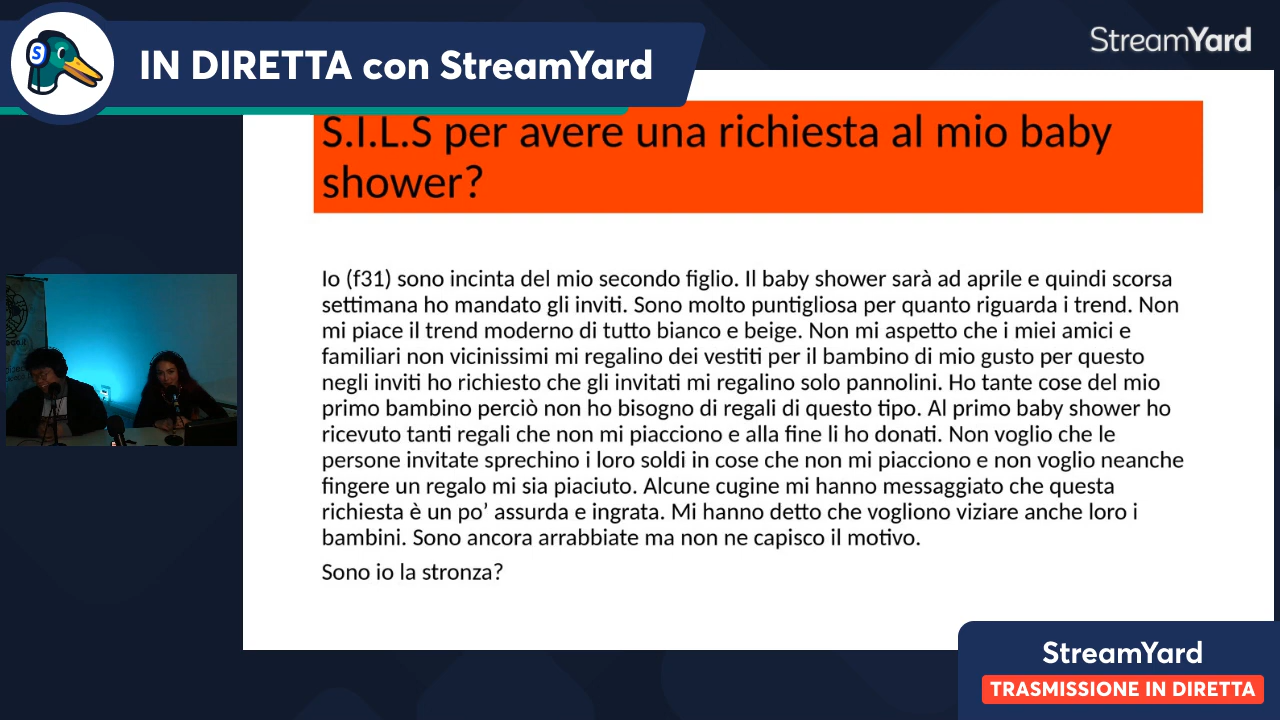 IN DIRETTA con StreamYard
StreamYard
S.I.L.S per avere una richiesta al mio baby
shower?
Io (f31) sono incinta del mio secondo figlio. Il baby shower sarà ad aprile e quindi scorsa
settimana ho mandato gli inviti. Sono molto puntigliosa per quanto riguarda i trend. Non
mi piace il trend moderno di tutto bianco e beige. Non mi aspetto che i miei amici e
familiari non vicinissimi mi regalino dei vestiti per il bambino di mio gusto per questo
negli inviti ho richiesto che gli invitati mi regalino solo pannolini. Ho tante cose del mio
primo bambino perciò non ho bisogno di regali di questo tipo. Al primo baby shower ho
ricevuto tanti regali che non mi piacciono e alla fine li ho donati. Non voglio che le
persone invitate sprechino i loro soldi in cose che non mi piacciono e non voglio neanche
fingere un regalo mi sia piaciuto. Alcune cugine mi hanno messaggiato che questa
richiesta è un po’ assurda e ingrata. Mi hanno detto che vogliono viziare anche loro i
bambini. Sono ancora arrabbiate ma non ne capisco il motivo.
Sono io la stronza?
StreamYard
TRASMISSIONE IN DIRETTA